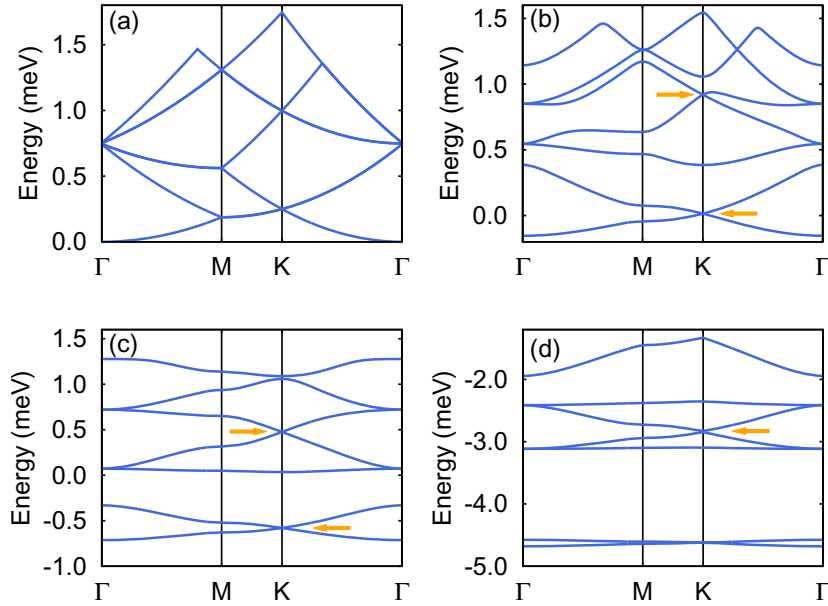 (a)
Energy (meV)
1.5
1.0
0.5
0.0
Γ M K Γ
(b)
Energy (meV)
1.5
1.0
0.5
0.0
Γ M K Γ
(c)
Energy (meV)
1.5
1.0
0.5
0.0
-0.5
-1.0
Γ M K Γ
(d)
Energy (meV)
-2.0
-3.0
-4.0
-5.0
Γ M K Γ